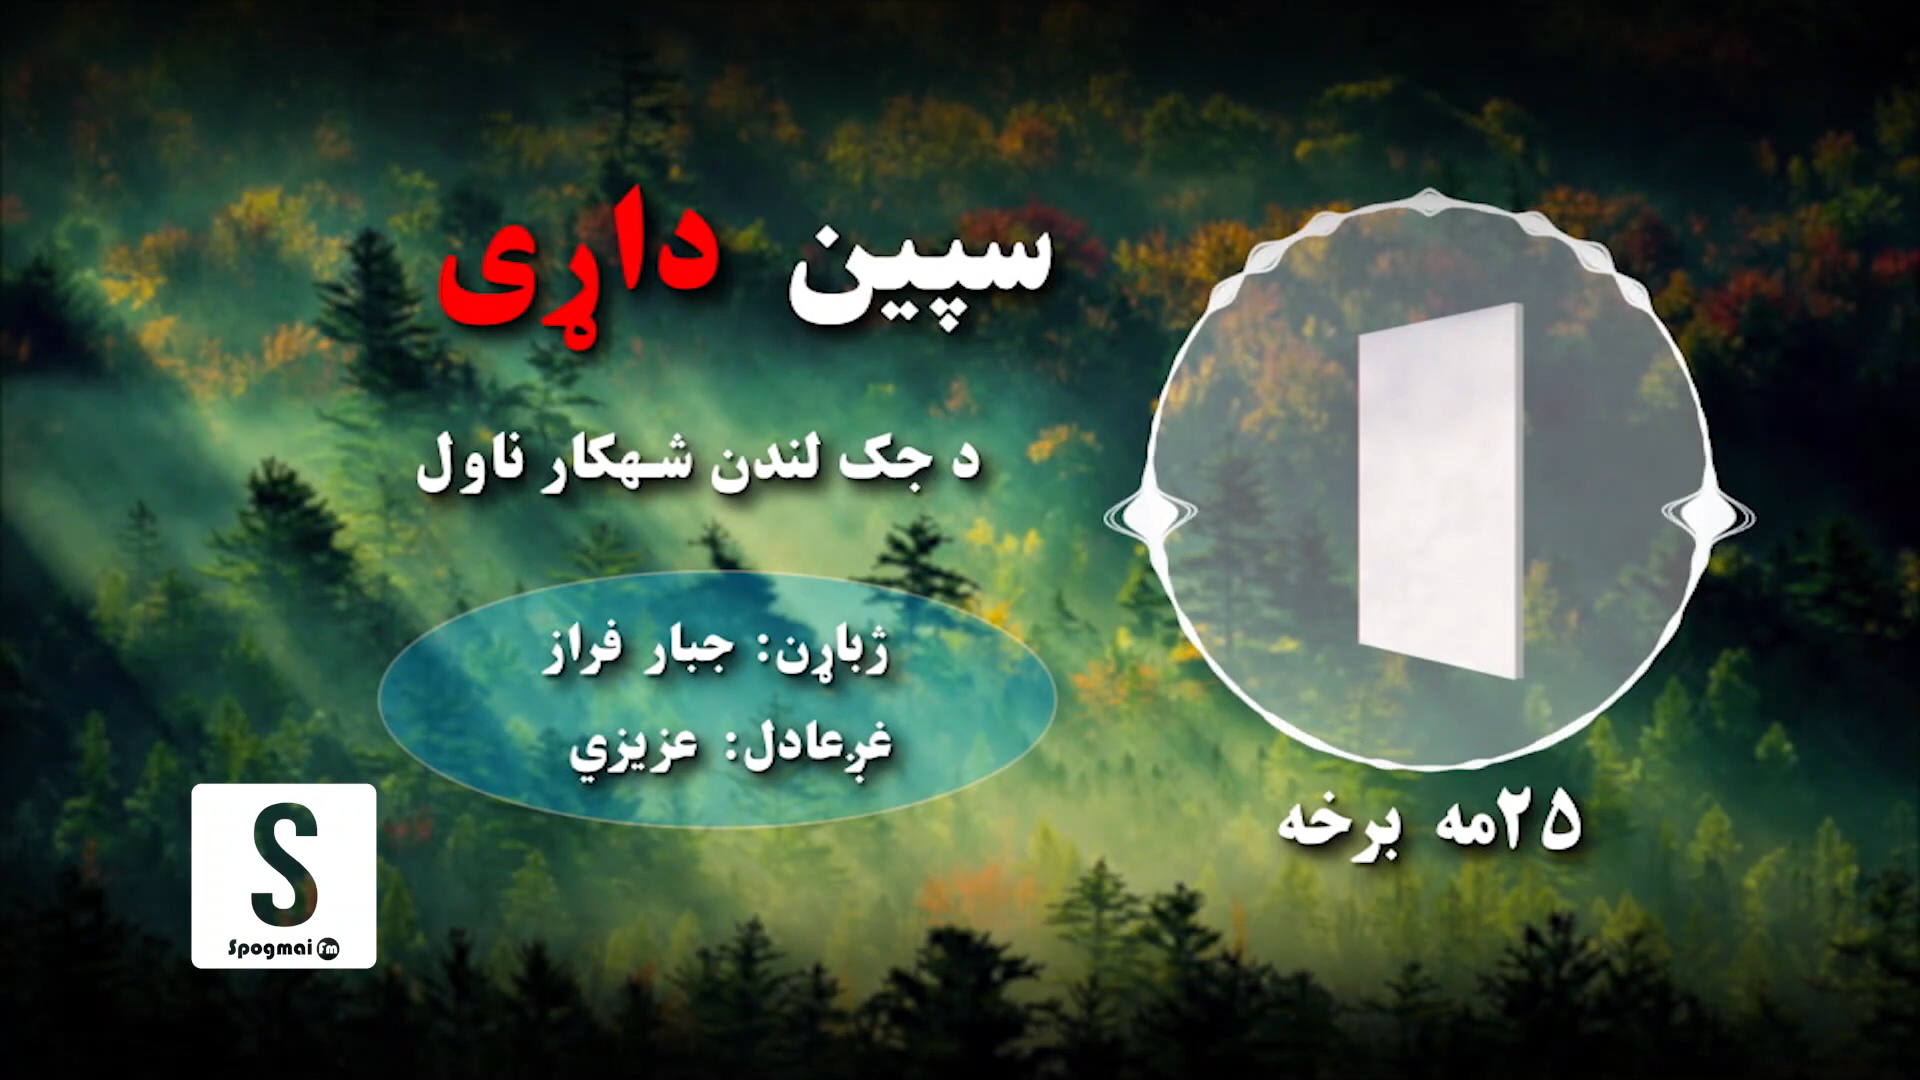 سپین داړی
د جک لندن شهکار ناول
ژباړن: جبار فراز
غږ:عادل عزیزي
۲۵مه برخه
S
Spogmai Fm